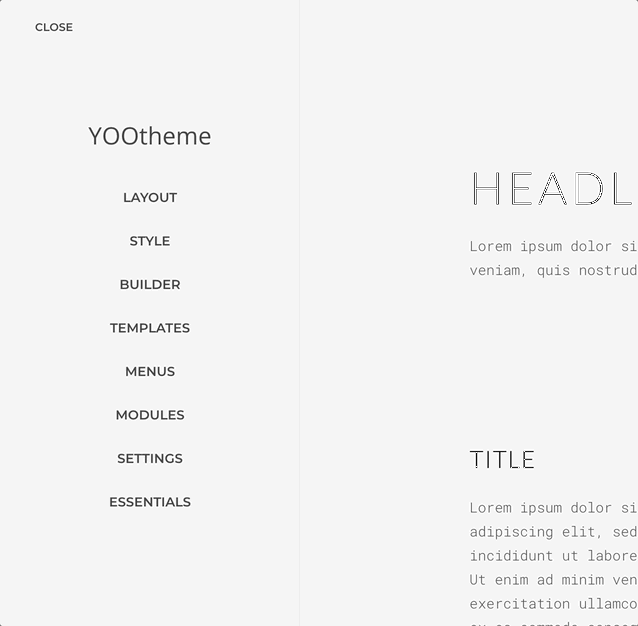 CLOSE
YOOtheme
LAYOUT
STYLE
BUILDER
TEMPLATES
MENUS
MODULES
SETTINGS
ESSENTIALS
HEADL
Lorem ipsum dolor si
veniam, quis nostrud
TITLE
Lorem ipsum dolor si
adipiscing elit, sed
incididunt ut labore
Ut enim ad minim ven
exercitation ullamco